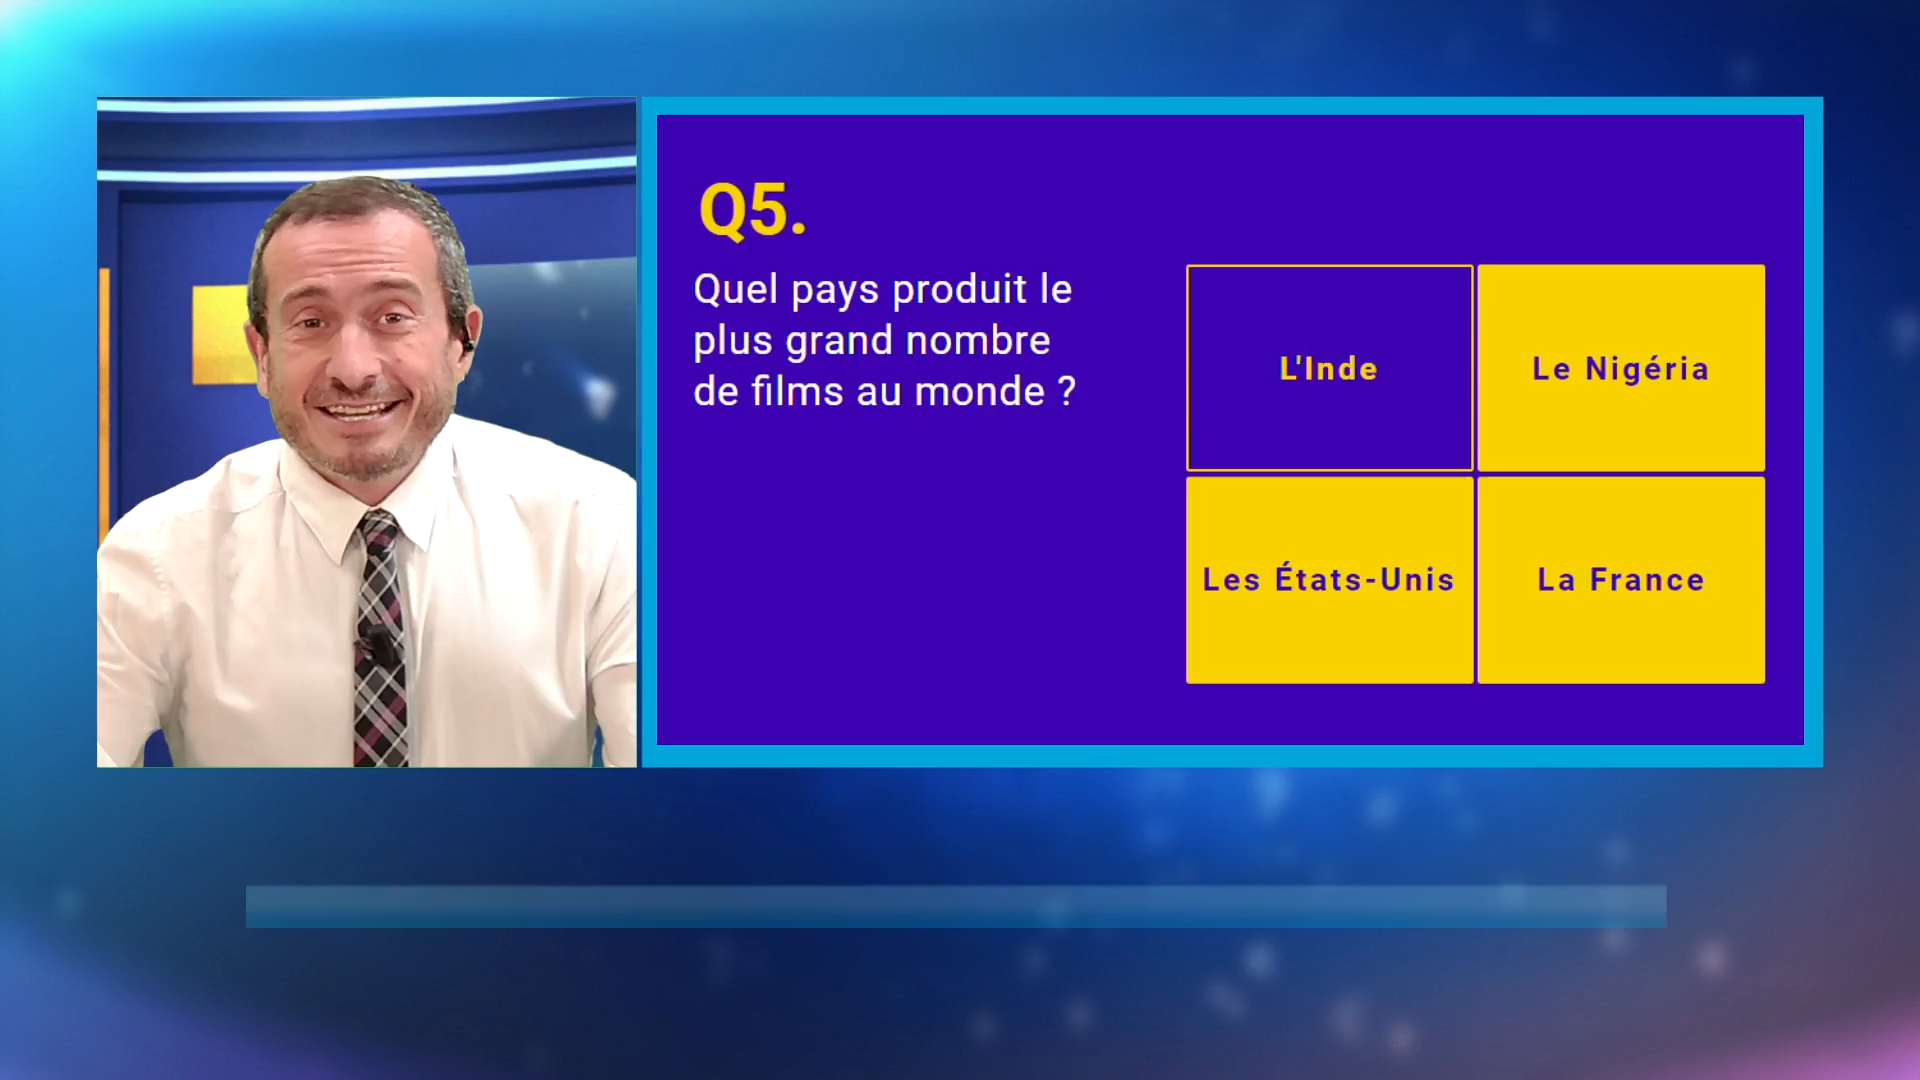 Q5.
Quel pays produit le
plus grand nombre
de films au monde ?
L'Inde
Le Nigéria
Les États-Unis
La France